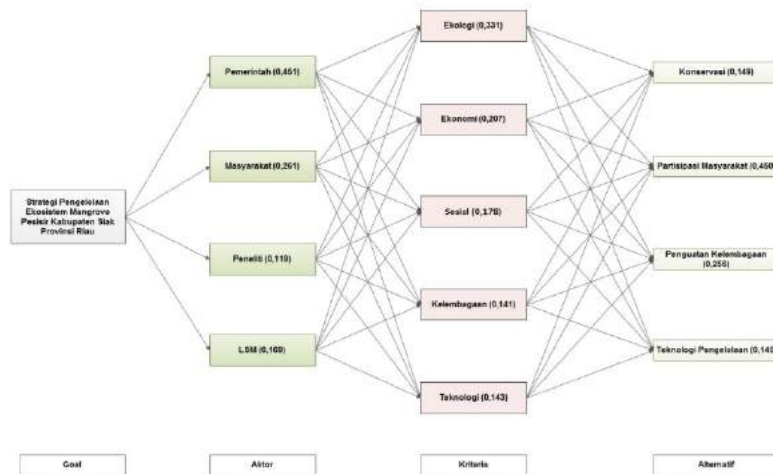 Ekologi (0,331)
Pemerintah (0,451)
Konservasi (0,149)
Ekonomi (0,207)
Masyarakat (0,261)
Partisipasi Masyarakat (0,450)
Strategi Pengelolaan
Ekosistem Mangrove
Pesisir Kabupaten Siak
Provinsi Riau
Sosial (0,178)
Peneliti (0,119)
Penguatan Kelembagaan
(0,256)
Kelembagaan (0,141)
LSM (0,169)
Teknologi Pengelolaan (0,145
Teknologi (0,143)
Goal
Aktor
Kriteria
Alternatif